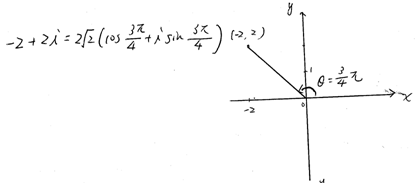 y
-2+2i = 2√2(cos 3π/4 + i sin 3π/4) (-2, 2)
1
θ = 3/4 π
-2
0
x